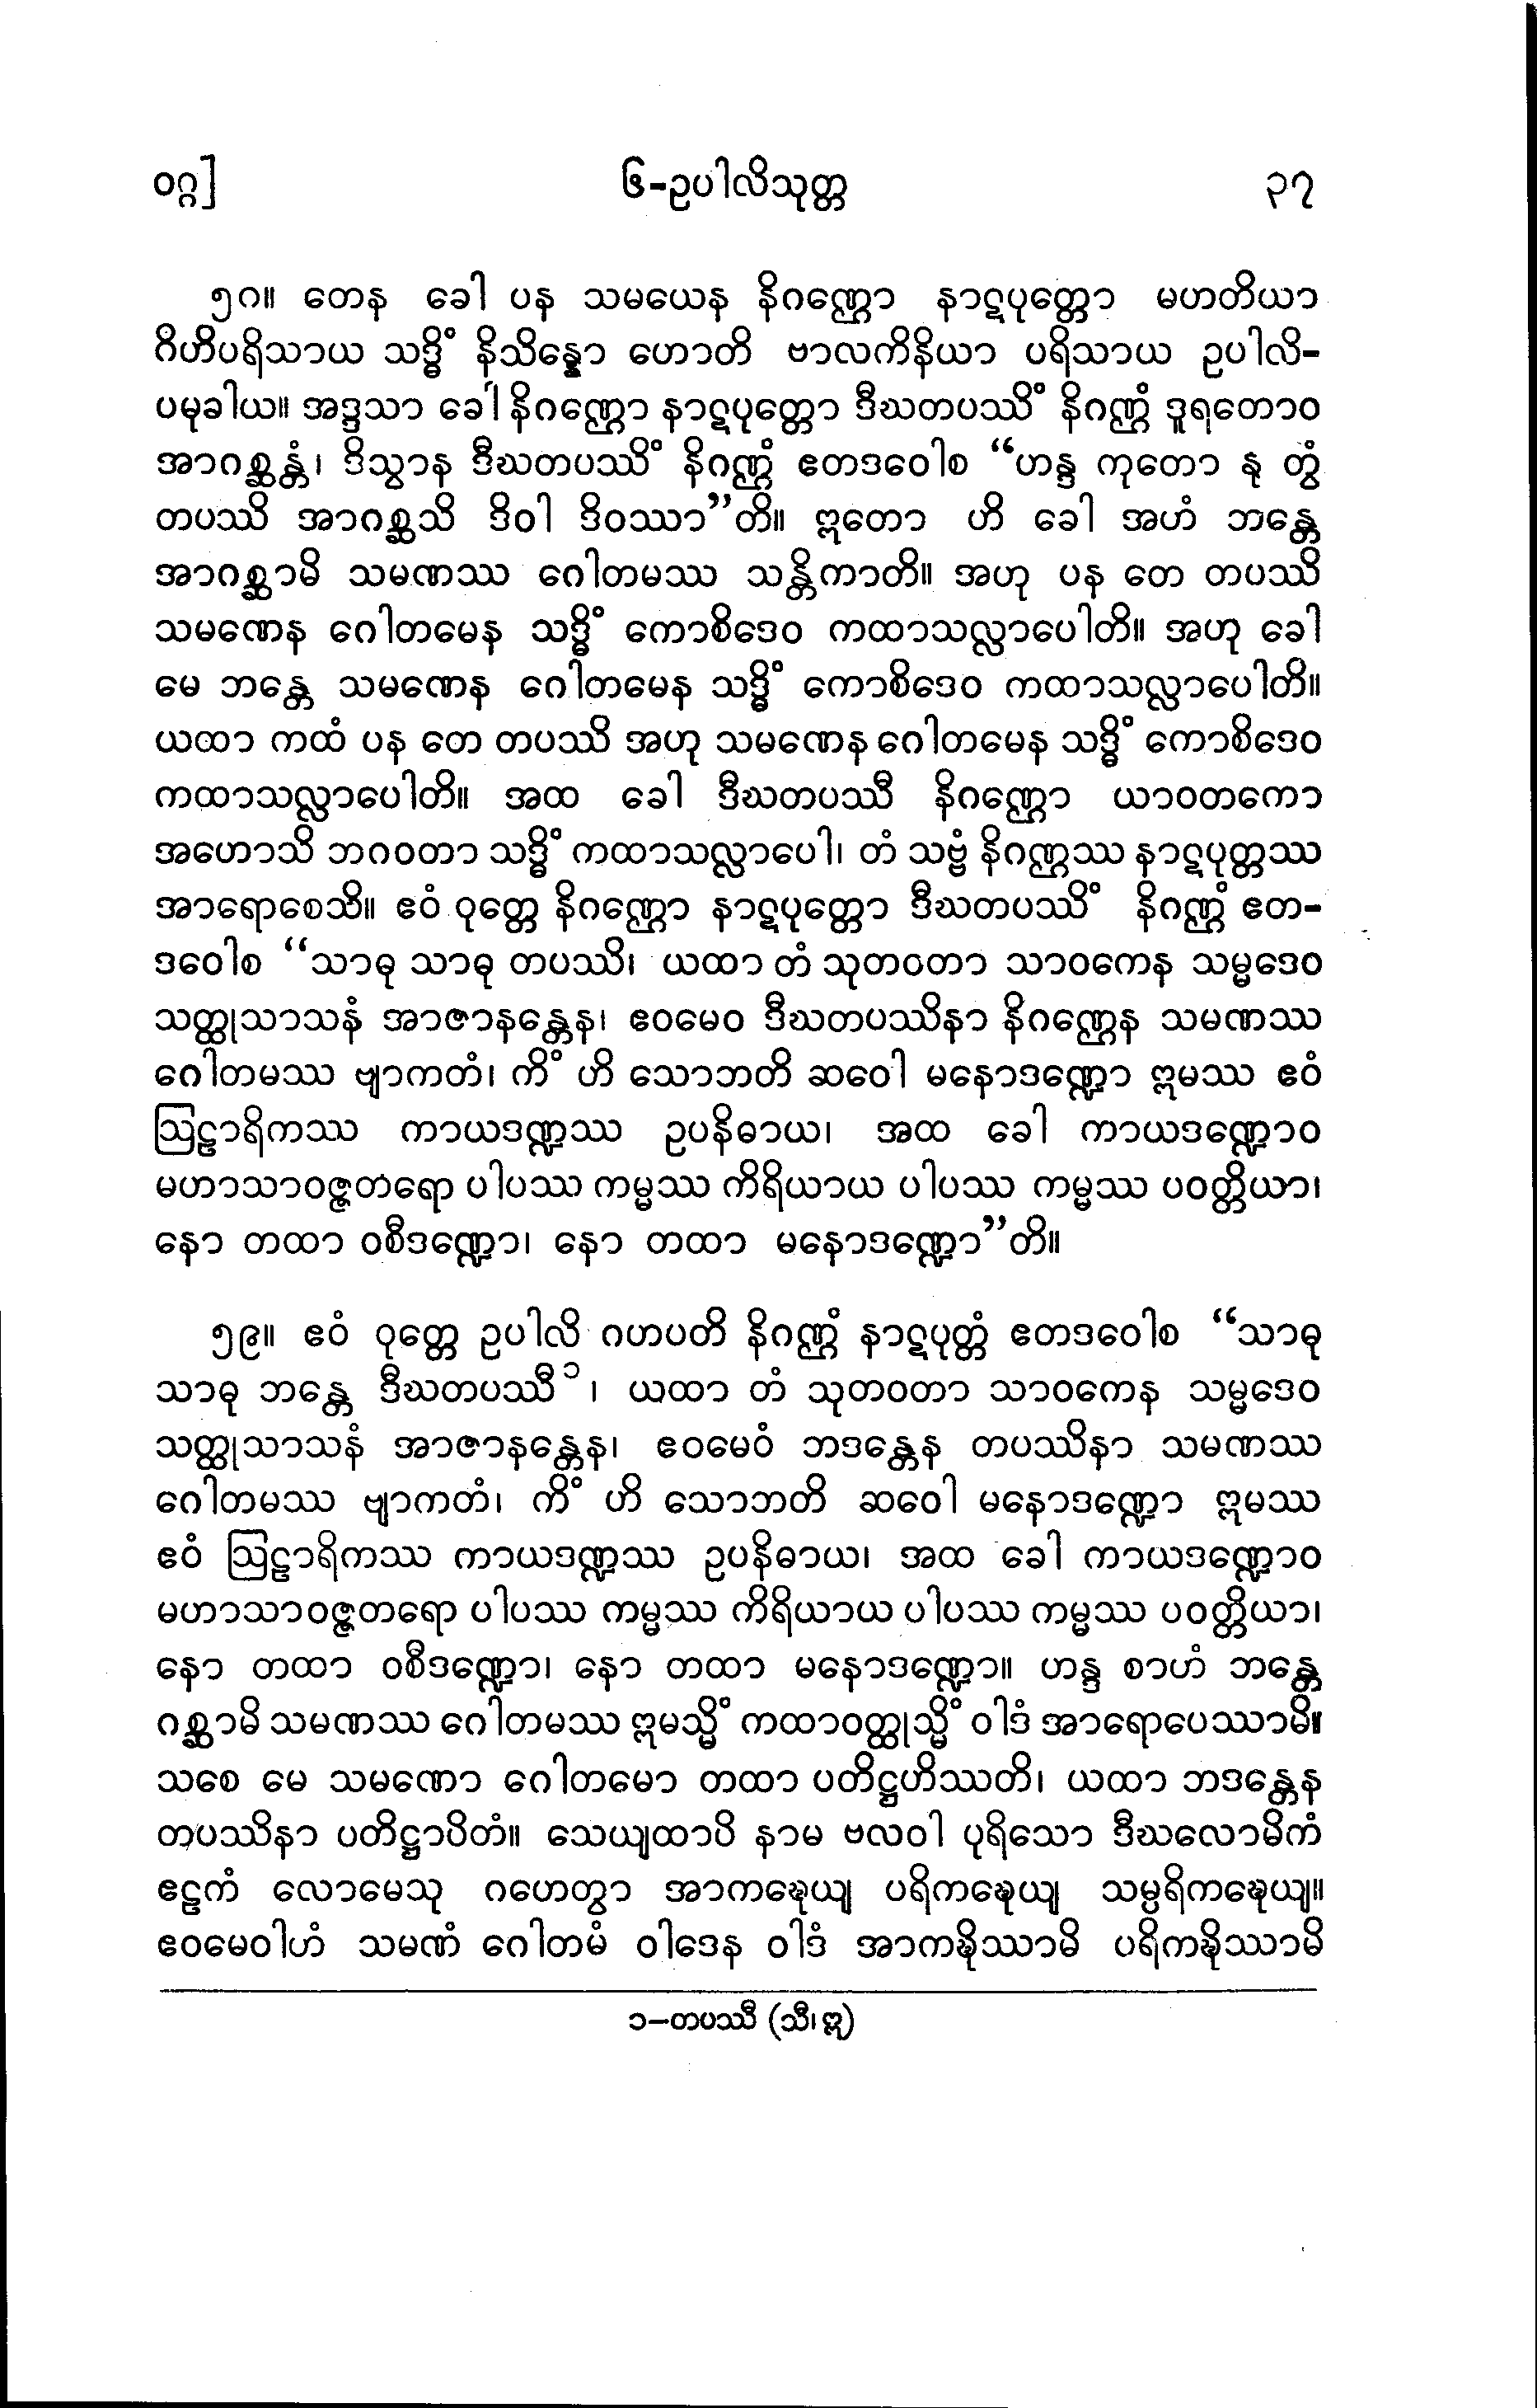 ဝဂ္ဂ] ၆-ဥပါလိသုတ္တ ၃၇
၅၈။ တေန ခေါ ပန သမယေန နိဂဏ္ဌော နာဋပုတ္တော မဟတိယာ
ဂိဟိပရိသာယ သဒ္ဓိံ နိသိန္နော ဟောတိ ဗာလကိနိယာ ပရိသာယ ဥပါလိ-
ပမုခါယ။ အဒ္ဒသာ ခေါ နိဂဏ္ဌော နာဋပုတ္တော ဒီဃတပဿိံ နိဂဏ္ဌံ ဒူရတောဝ
အာဂစ္ဆန္တံ၊ ဒိသွာန ဒီဃတပဿိံ နိဂဏ္ဌံ ဧတဒဝေါစ “ဟန္ဒ ကုတော နု တွံ
တပဿိ အာဂစ္ဆသိ ဒိဝါ ဒိဝဿာ”တိ။ ဣတော ဟိ ခေါ အဟံ ဘန္တေ
အာဂစ္ဆာမိ သမဏဿ ဂေါတမဿ သန္တိကာတိ။ အဟု ပန တေ တပဿိ
သမဏေန ဂေါတမေန သဒ္ဓိံ ကောစိဒေဝ ကထာသလ္လာပေါတိ။ အဟု ခေါ
မေ ဘန္တေ သမဏေန ဂေါတမေန သဒ္ဓိံ ကောစိဒေဝ ကထာသလ္လာပေါတိ။
ယထာ ကထံ ပန တေ တပဿိ အဟု သမဏေန ဂေါတမေန သဒ္ဓိံ ကောစိဒေဝ
ကထာသလ္လာပေါတိ။ အထ ခေါ ဒီဃတပဿီ နိဂဏ္ဌော ယာဝတကော
အဟောသိ ဘဂဝတာ သဒ္ဓိံ ကထာသလ္လာပေါ၊ တံ သဗ္ဗံ နိဂဏ္ဌဿ နာဋပုတ္တဿ
အာရောစေသိ။ ဧဝံ ဝုတ္တေ နိဂဏ္ဌော နာဋပုတ္တော ဒီဃတပဿိံ နိဂဏ္ဌံ ဧတ-
ဒဝေါစ “သာဓု သာဓု တပဿိ၊ ယထာ တံ သုတဝတာ သာဝကေန သမ္မဒေဝ
သတ္ထုသာသနံ အာဇာနန္တေန၊ ဧဝမေဝ ဒီဃတပဿိနာ နိဂဏ္ဌေန သမဏဿ
ဂေါတမဿ ဗျာကတံ၊ ကိံ ဟိ သောဘတိ ဆဝေါ မနောဒဏ္ဍော ဣမဿ ဧဝံ
ဩဠာရိကဿ ကာယဒဏ္ဍဿ ဥပနိဓာယ၊ အထ ခေါ ကာယဒဏ္ဍောဝ
မဟာသာဝဇ္ဇတရော ပါပဿ ကမ္မဿ ကိရိယာယ ပါပဿ ကမ္မဿ ပဝတ္တိယာ၊
နော တထာ ဝစီဒဏ္ဍော၊ နော တထာ မနောဒဏ္ဍော”တိ။
၅၉။ ဧဝံ ဝုတ္တေ ဥပါလိ ဂဟပတိ နိဂဏ္ဌံ နာဋပုတ္တံ ဧတဒဝေါစ “သာဓု
သာဓု ဘန္တေ ဒီဃတပဿီ ၁၊ ယထာ တံ သုတဝတာ သာဝကေန သမ္မဒေဝ
သတ္ထုသာသနံ အာဇာနန္တေန၊ ဧဝမေဝံ ဘဒန္တေန တပဿိနာ သမဏဿ
ဂေါတမဿ ဗျာကတံ၊ ကိံ ဟိ သောဘတိ ဆဝေါ မနောဒဏ္ဍော ဣမဿ
ဧဝံ ဩဠာရိကဿ ကာယဒဏ္ဍဿ ဥပနိဓာယ၊ အထ ခေါ ကာယဒဏ္ဍောဝ
မဟာသာဝဇ္ဇတရော ပါပဿ ကမ္မဿ ကိရိယာယ ပါပဿ ကမ္မဿ ပဝတ္တိယာ၊
နော တထာ ဝစီဒဏ္ဍော၊ နော တထာ မနောဒဏ္ဍော။ ဟန္ဒ စာဟံ ဘန္တေ
ဂစ္ဆာမိ သမဏဿ ဂေါတမဿ ဣမသ္မိံ ကထာဝတ္ထုသ္မိံ ဝါဒံ အာရောပေဿာမိ။
သစေ မေ သမဏော ဂေါတမော တထာ ပတိဋ္ဌဟိဿတိ၊ ယထာ ဘဒန္တေန
တပဿိနာ ပတိဋ္ဌာပိတံ။ သေယျထာပိ နာမ ဗလဝါ ပုရိသော ဒီဃလောမိကံ
ဧဠကံ လောမေသု ဂဟေတွာ အာကဍ္ဎေယျ ပရိကဍ္ဎေယျ သမ္ပရိကဍ္ဎေယျ။
ဧဝမေဝါဟံ သမဏံ ဂေါတမံ ဝါဒေန ဝါဒံ အာကဍ္ဎိဿာမိ ပရိကဍ္ဎိဿာမိ
၁-တပဿီ (သီ၊ ဣ)